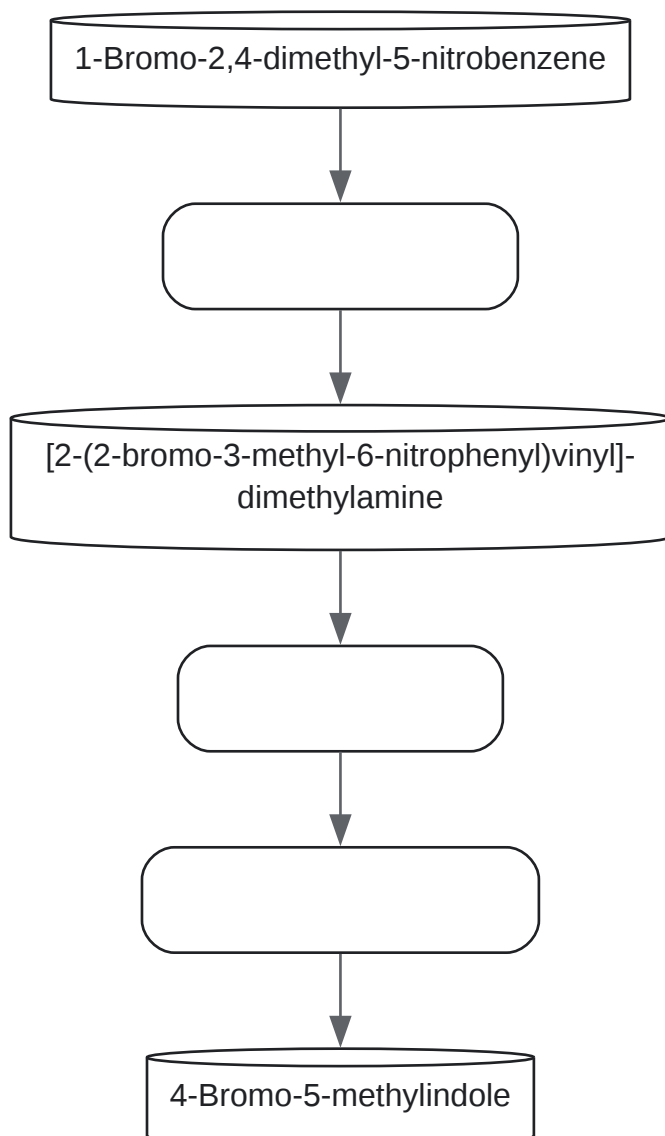 1-Bromo-2,4-dimethyl-5-nitrobenzene
[2-(2-bromo-3-methyl-6-nitrophenyl)vinyl]-
dimethylamine
4-Bromo-5-methylindole